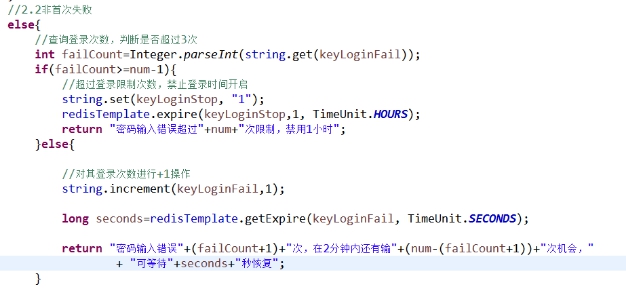 //2.2非首次失败
else{
//查询登录次数，判断是否超过3次
int failCount=Integer.parseInt(string.get(keyLoginFail));
if(failCount>=num-1){
//超过登录限制次数，禁止登录时间开启
string.set(keyLoginStop, "1");
redisTemplate.expire(keyLoginStop,1, TimeUnit.HOURS);
return "密码输入错误超过"+num+"次限制，禁用1小时";
}else{
//对其登录次数进行+1操作
string.increment(keyLoginFail,1);
long seconds=redisTemplate.getExpire(keyLoginFail, TimeUnit.SECONDS);
return "密码输入错误"+(failCount+1)+"次，在2分钟内还有输"+(num-(failCount+1))+"次机会，"
+ "可等待"+seconds+"秒恢复";
}